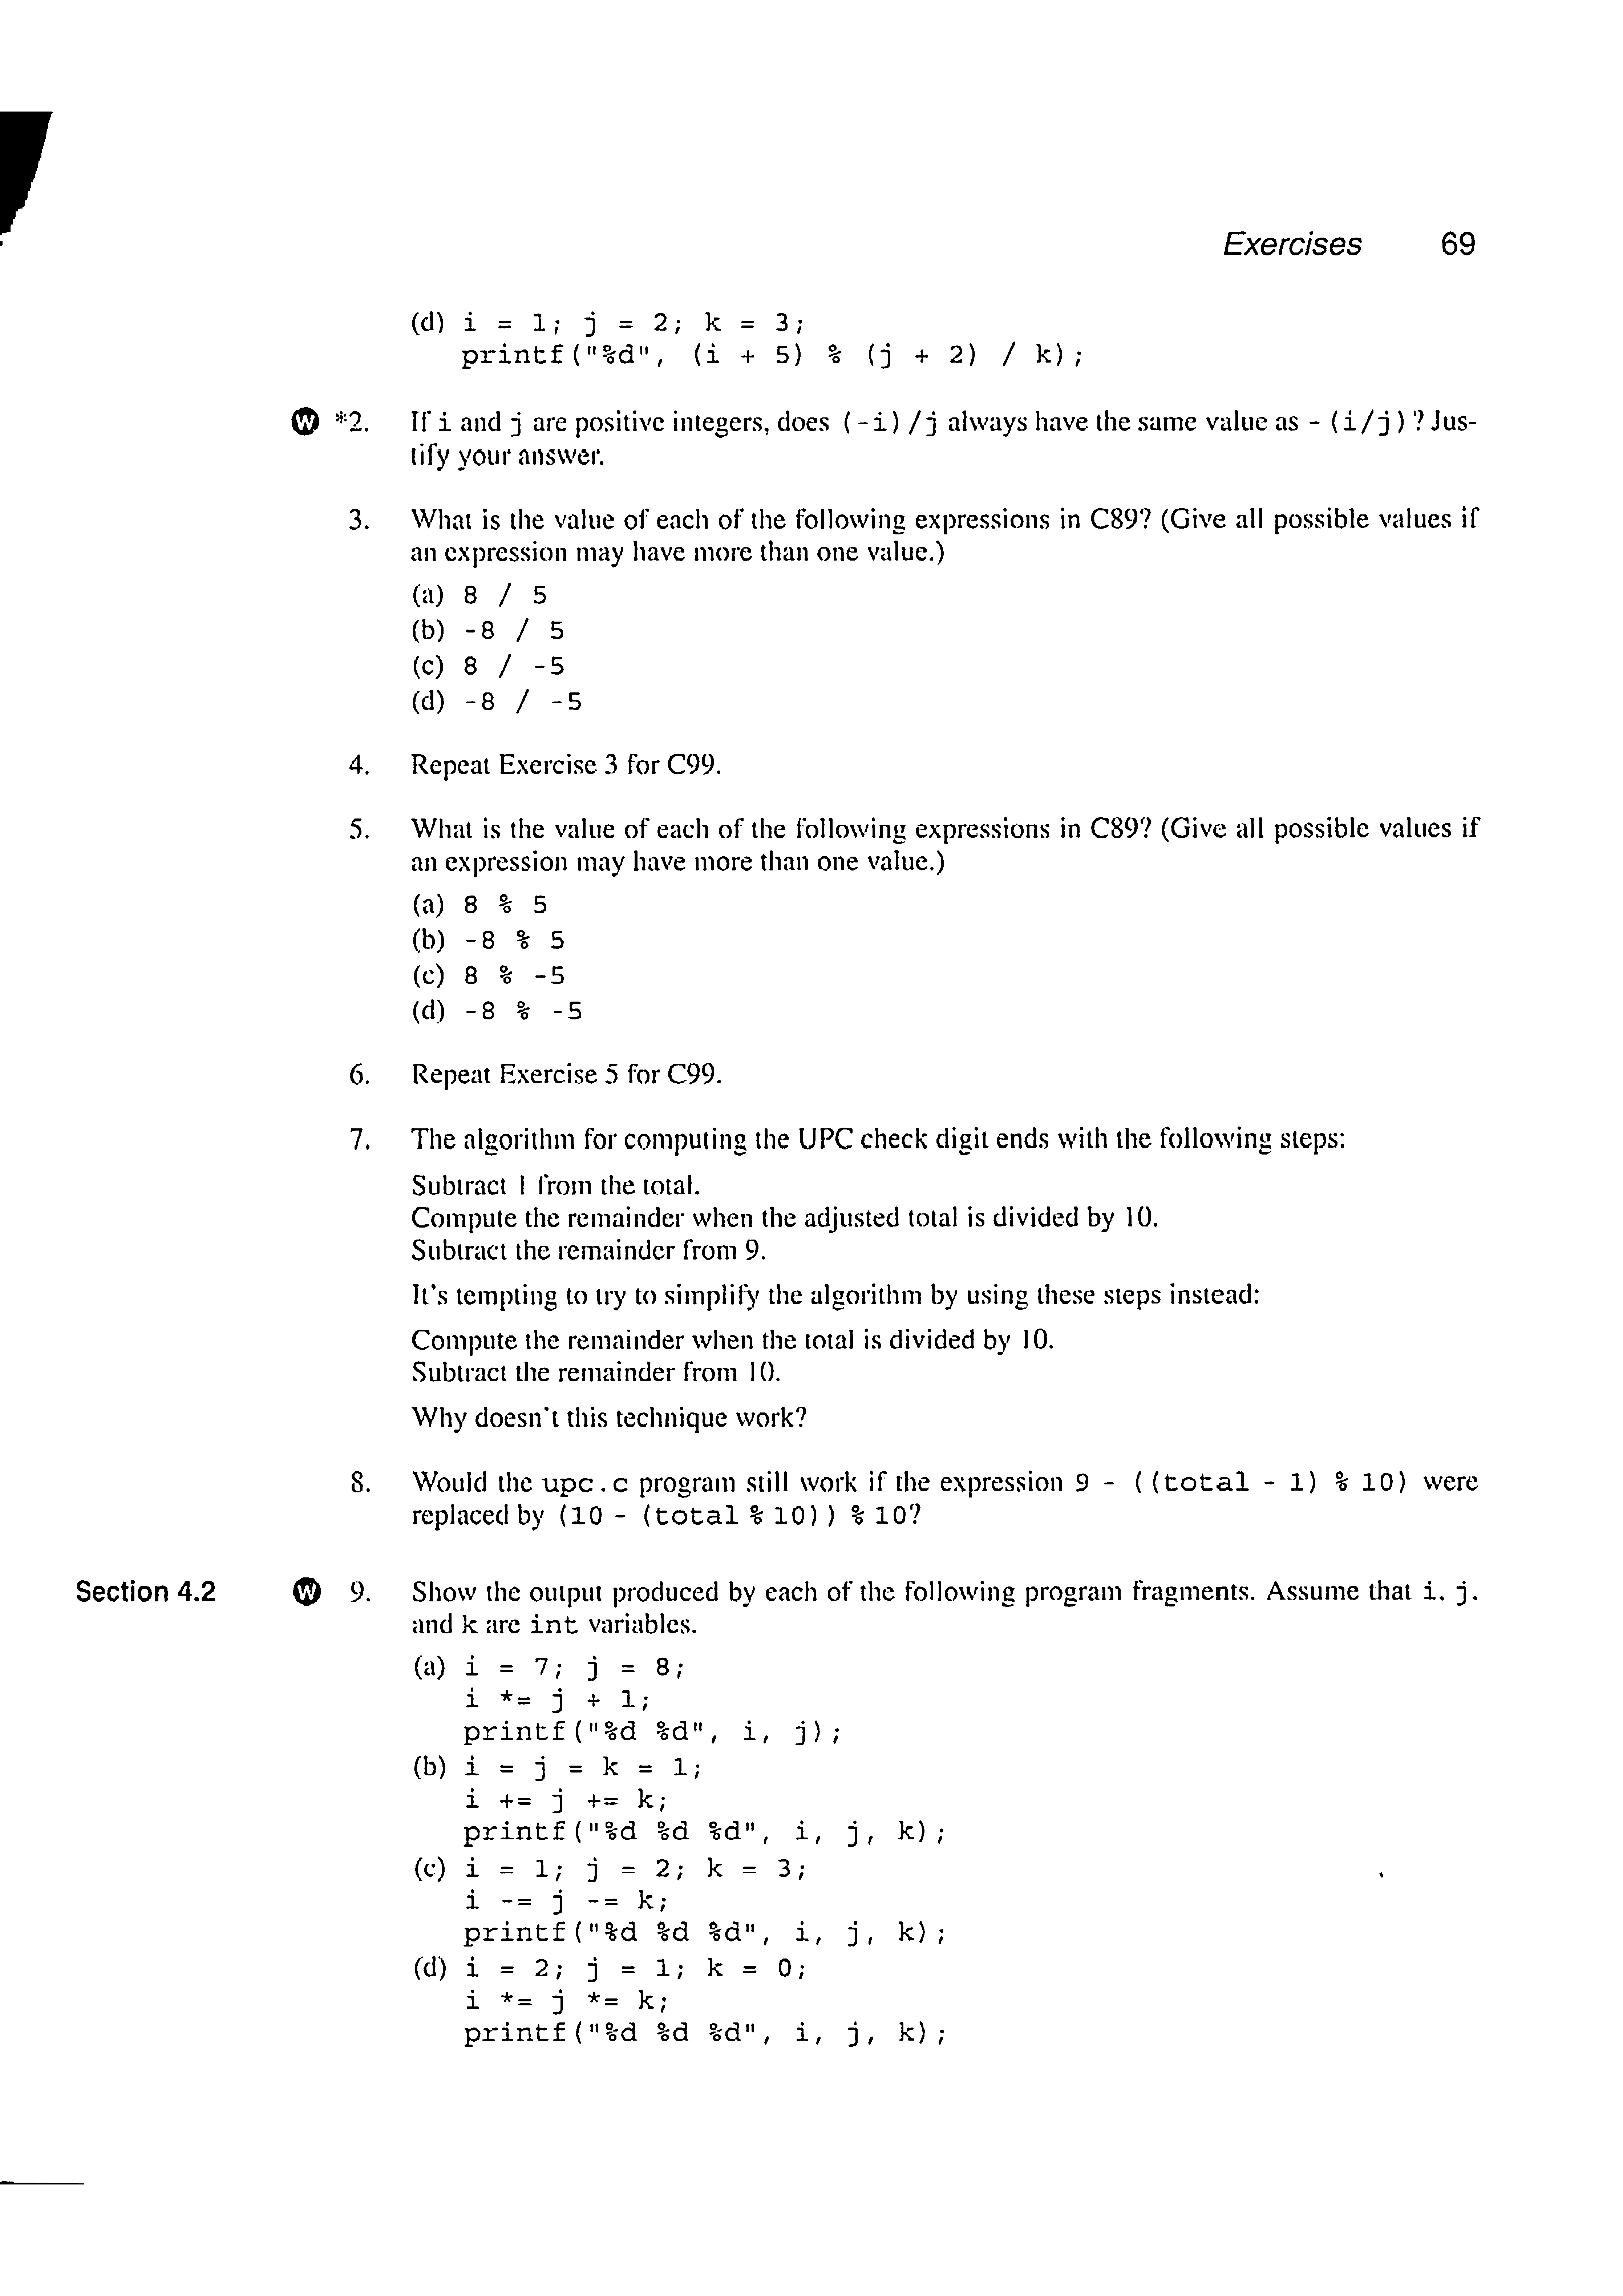 Exercises 69
(d) i = 1; j = 2; k = 3;
printf("%d", (i + 5) % (j + 2) / k);
W *2. If i and j are positive integers, does (-i)/j always have the same value as -(i/j)? Jus-
tify your answer.
3. What is the value of each of the following expressions in C89? (Give all possible values if
an expression may have more than one value.)
(a) 8 / 5
(b) -8 / 5
(c) 8 / -5
(d) -8 / -5
4. Repeat Exercise 3 for C99.
5. What is the value of each of the following expressions in C89? (Give all possible values if
an expression may have more than one value.)
(a) 8 % 5
(b) -8 % 5
(c) 8 % -5
(d) -8 % -5
6. Repeat Exercise 5 for C99.
7. The algorithm for computing the UPC check digit ends with the following steps:
Subtract 1 from the total.
Compute the remainder when the adjusted total is divided by 10.
Subtract the remainder from 9.
It's tempting to try to simplify the algorithm by using these steps instead:
Compute the remainder when the total is divided by 10.
Subtract the remainder from 10.
Why doesn't this technique work?
8. Would the upc.c program still work if the expression 9 - ((total - 1) % 10) were
replaced by (10 - (total % 10)) % 10?
Section 4.2 W 9. Show the output produced by each of the following program fragments. Assume that i, j,
and k are int variables.
(a) i = 7; j = 8;
i *= j + 1;
printf("%d %d", i, j);
(b) i = j = k = 1;
i += j += k;
printf("%d %d %d", i, j, k);
(c) i = 1; j = 2; k = 3;
i -= j -= k;
printf("%d %d %d", i, j, k);
(d) i = 2; j = 1; k = 0;
i *= j *= k;
printf("%d %d %d", i, j, k);